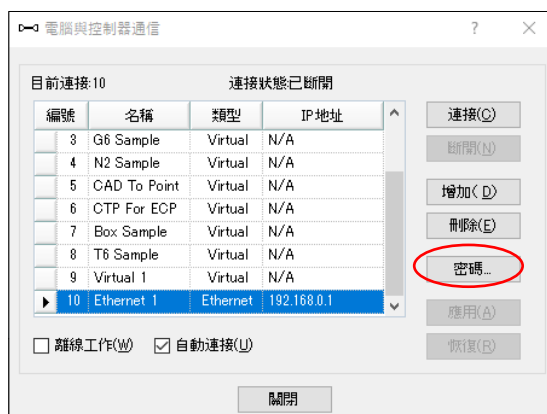 電腦與控制器通信
目前連接:10 連接狀態已斷開
編號 名稱 類型 IP地址
3 G6 Sample Virtual N/A
4 N2 Sample Virtual N/A
5 CAD To Point Virtual N/A
6 CTP For ECP Virtual N/A
7 Box Sample Virtual N/A
8 T6 Sample Virtual N/A
9 Virtual 1 Virtual N/A
10 Ethernet 1 Ethernet 192.168.0.1
連接(C)
斷開(N)
增加( D)
刪除(E)
密碼...
應用(A)
恢復(R)
離線工作(W) 自動連接(U)
關閉